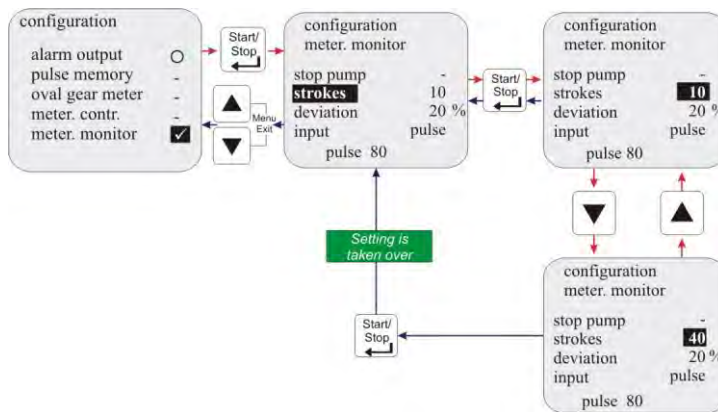 configuration
alarm output O
pulse memory -
oval gear meter -
meter. contr. -
meter. monitor ✓
Start/
Stop
Menu
Exit
configuration
meter. monitor
stop pump -
strokes 10
deviation 20 %
input pulse
pulse 80
Start/
Stop
configuration
meter. monitor
stop pump -
strokes 10
deviation 20 %
input pulse
pulse 80
Setting is
taken over
Start/
Stop
configuration
meter. monitor
stop pump -
strokes 40
deviation 20 %
input pulse
pulse 80